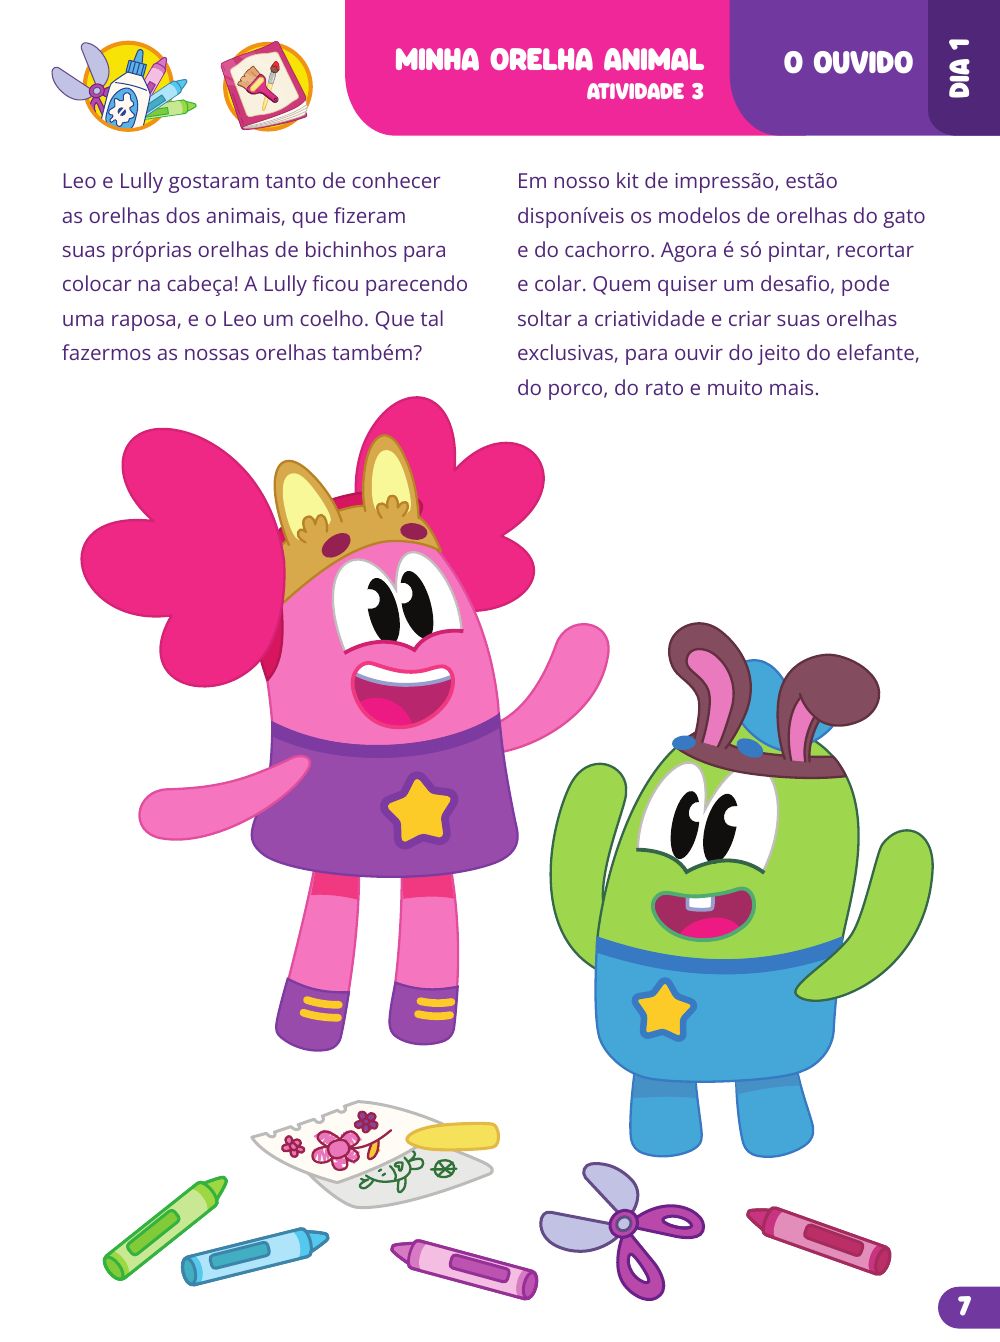 MINHA ORELHA ANIMAL
ATIVIDADE 3
O OUVIDO
DIA 1
Leo e Lully gostaram tanto de conhecer
as orelhas dos animais, que fizeram
suas próprias orelhas de bichinhos para
colocar na cabeça! A Lully ficou parecendo
uma raposa, e o Leo um coelho. Que tal
fazermos as nossas orelhas também?
Em nosso kit de impressão, estão
disponíveis os modelos de orelhas do gato
e do cachorro. Agora é só pintar, recortar
e colar. Quem quiser um desafio, pode
soltar a criatividade e criar suas orelhas
exclusivas, para ouvir do jeito do elefante,
do porco, do rato e muito mais.
7